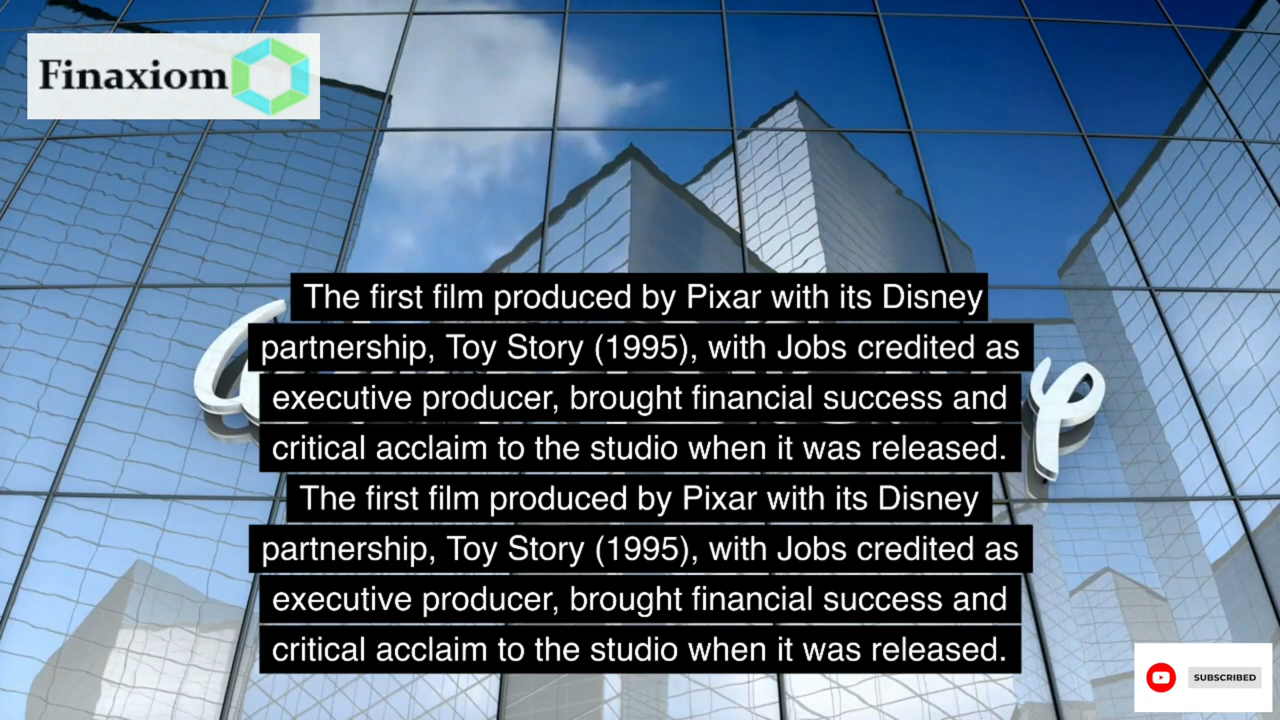 Finaxiom
The first film produced by Pixar with its Disney
partnership, Toy Story (1995), with Jobs credited as
executive producer, brought financial success and
critical acclaim to the studio when it was released.
The first film produced by Pixar with its Disney
partnership, Toy Story (1995), with Jobs credited as
executive producer, brought financial success and
critical acclaim to the studio when it was released.
SUBSCRIBED